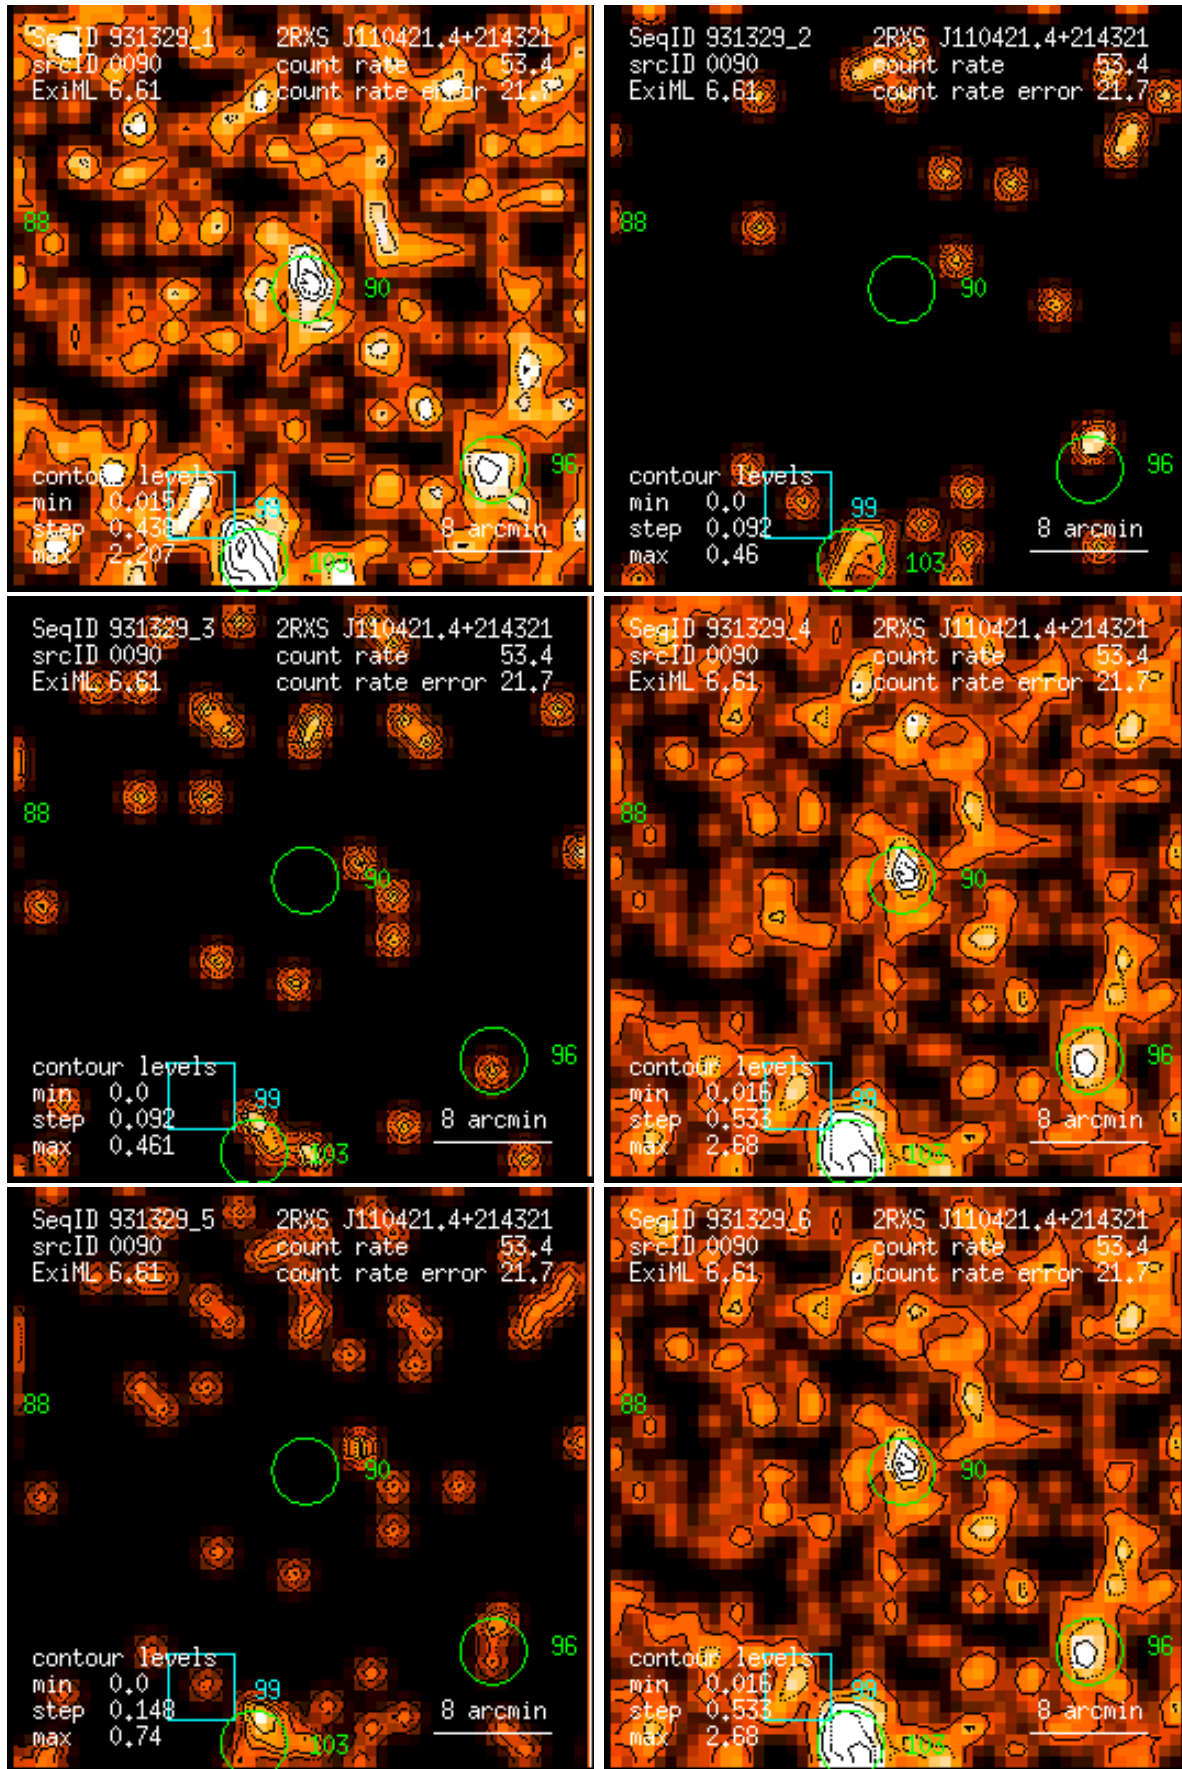 SeqID 931329_1 2RXS J110421.4+214321
srcID 0090 count rate 53.4
ExiML 6.61 count rate error 21.7
88
90
96
contour levels
min 0.015
99
step 0.439
8 arcmin
max 2.207
103
SeqID 931329_2 2RXS J110421.4+214321
srcID 0090 count rate 53.4
ExiML 6.61 count rate error 21.7
88
90
96
contour levels
min 0.0
99
step 0.092
8 arcmin
max 0.46
103
SeqID 931329_3 2RXS J110421.4+214321
srcID 0090 count rate 53.4
ExiML 6.61 count rate error 21.7
88
90
96
contour levels
min 0.0
99
step 0.092
8 arcmin
max 0.461
103
SeqID 931329_4 2RXS J110421.4+214321
srcID 0090 count rate 53.4
ExiML 6.61 count rate error 21.7
88
90
96
contour levels
min 0.016
99
step 0.533
8 arcmin
max 2.68
103
SeqID 931329_5 2RXS J110421.4+214321
srcID 0090 count rate 53.4
ExiML 6.61 count rate error 21.7
88
90
96
contour levels
min 0.0
99
step 0.148
8 arcmin
max 0.74
103
SeqID 931329_6 2RXS J110421.4+214321
srcID 0090 count rate 53.4
ExiML 6.61 count rate error 21.7
88
90
96
contour levels
min 0.016
99
step 0.533
8 arcmin
max 2.68
103